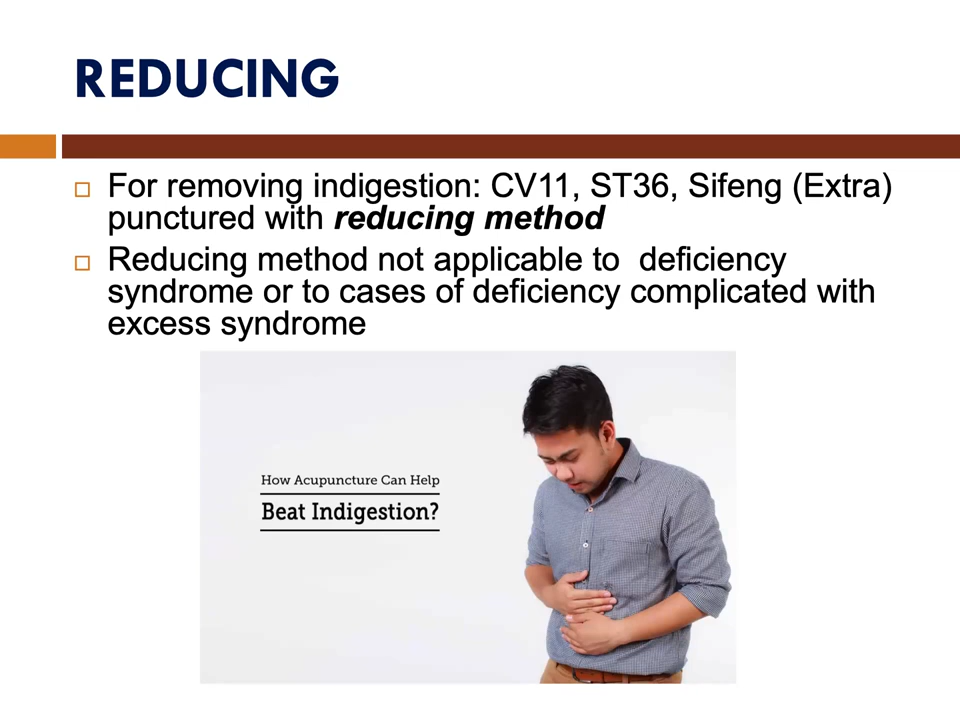 REDUCING
For removing indigestion: CV11, ST36, Sifeng (Extra)
punctured with reducing method
Reducing method not applicable to  deficiency
syndrome or to cases of deficiency complicated with
excess syndrome
How Acupuncture Can Help
Beat Indigestion?